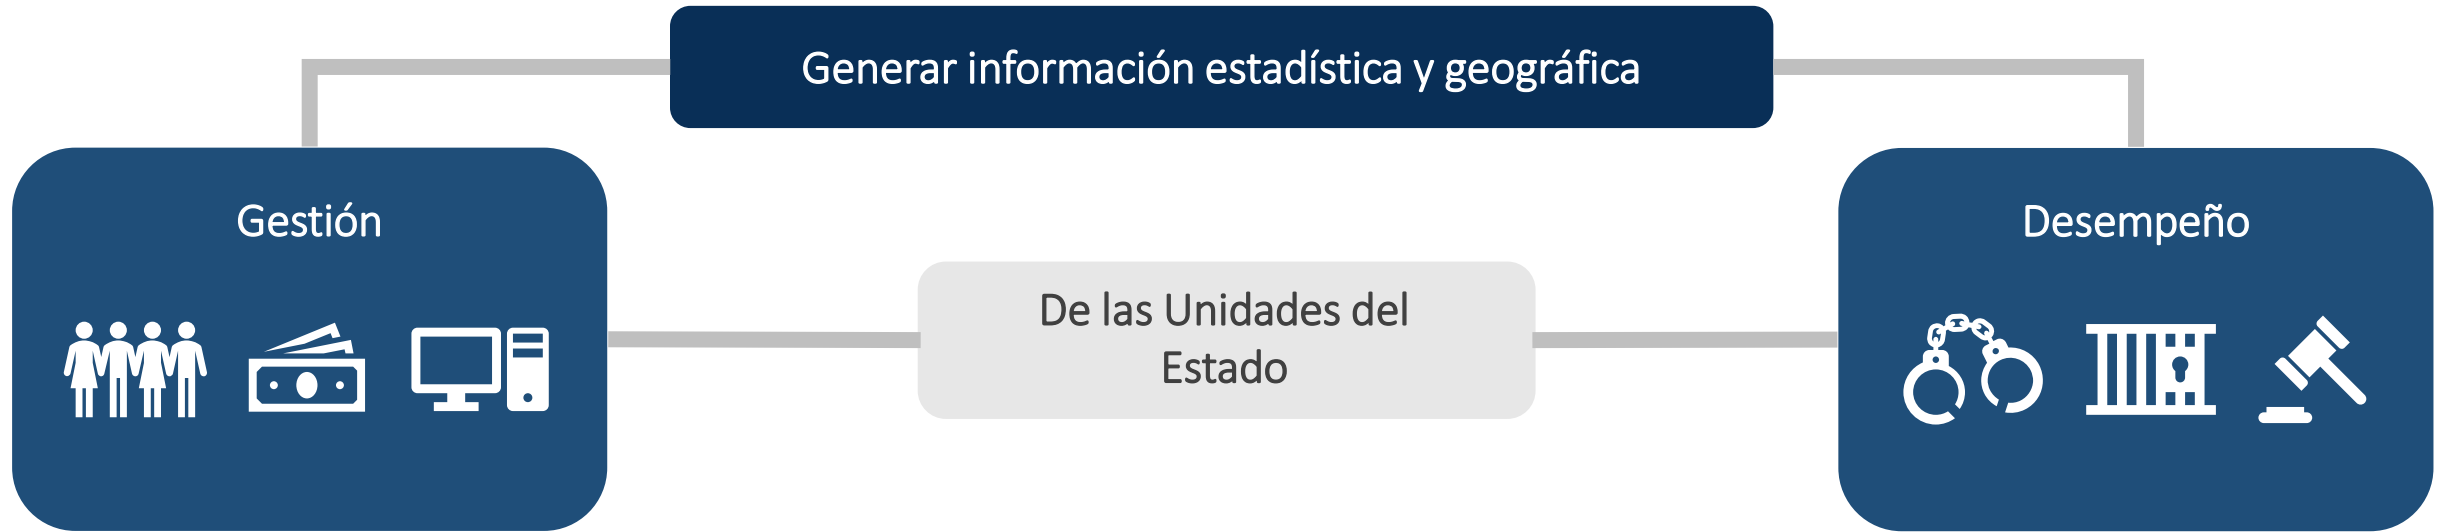 Generar información estadística y geográfica
Gestión
Desempeño
De las Unidades del
Estado